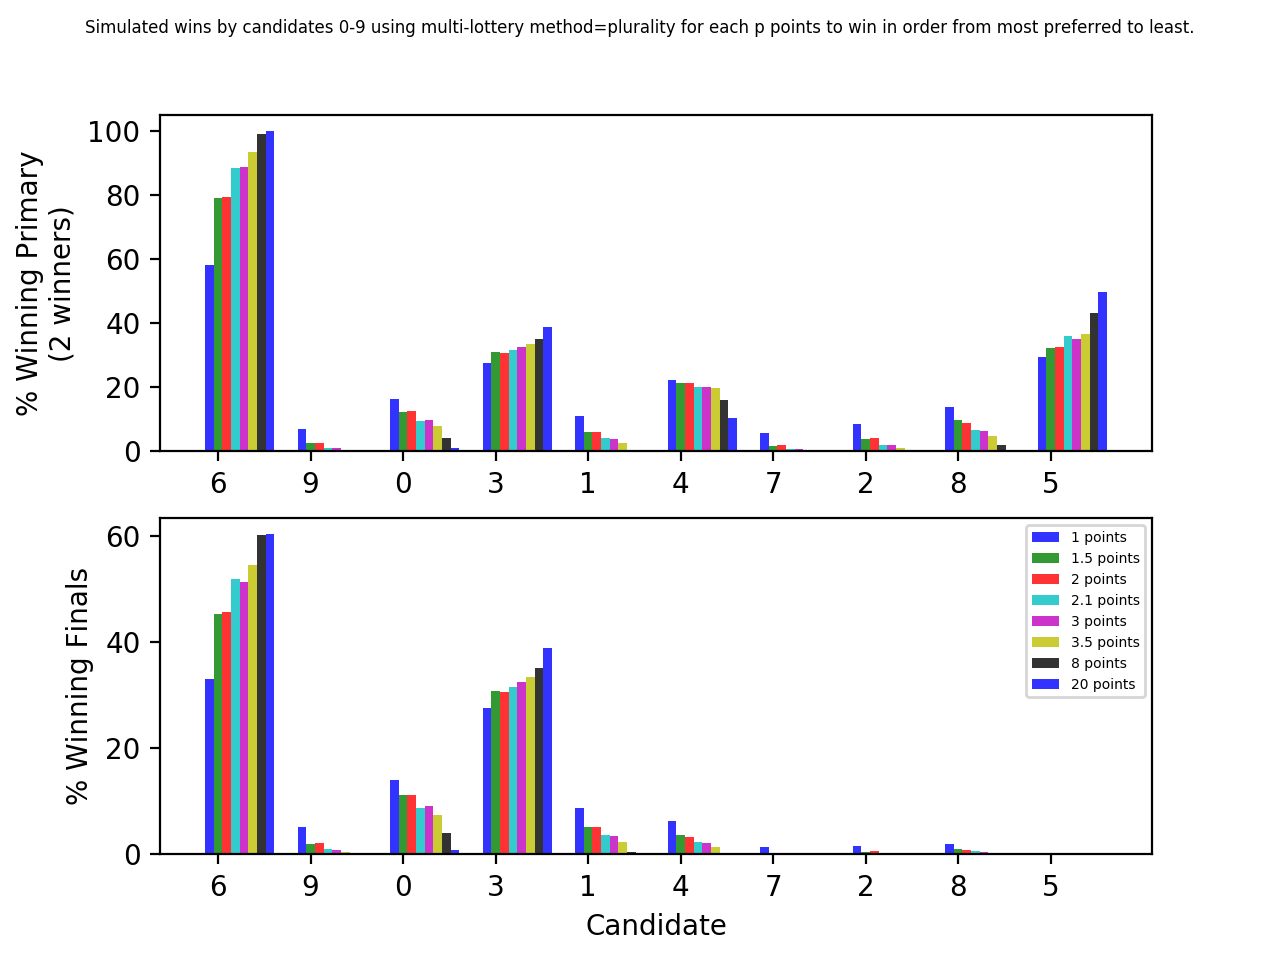 Simulated wins by candidates 0-9 using multi-lottery method=plurality for each p points to win in order from most preferred to least.
% Winning Primary
(2 winners)
100
80
60
40
20
0
6 9 0 3 1 4 7 2 8 5
% Winning Finals
60
40
20
0
1 points
1.5 points
2 points
2.1 points
3 points
3.5 points
8 points
20 points
6 9 0 3 1 4 7 2 8 5
Candidate